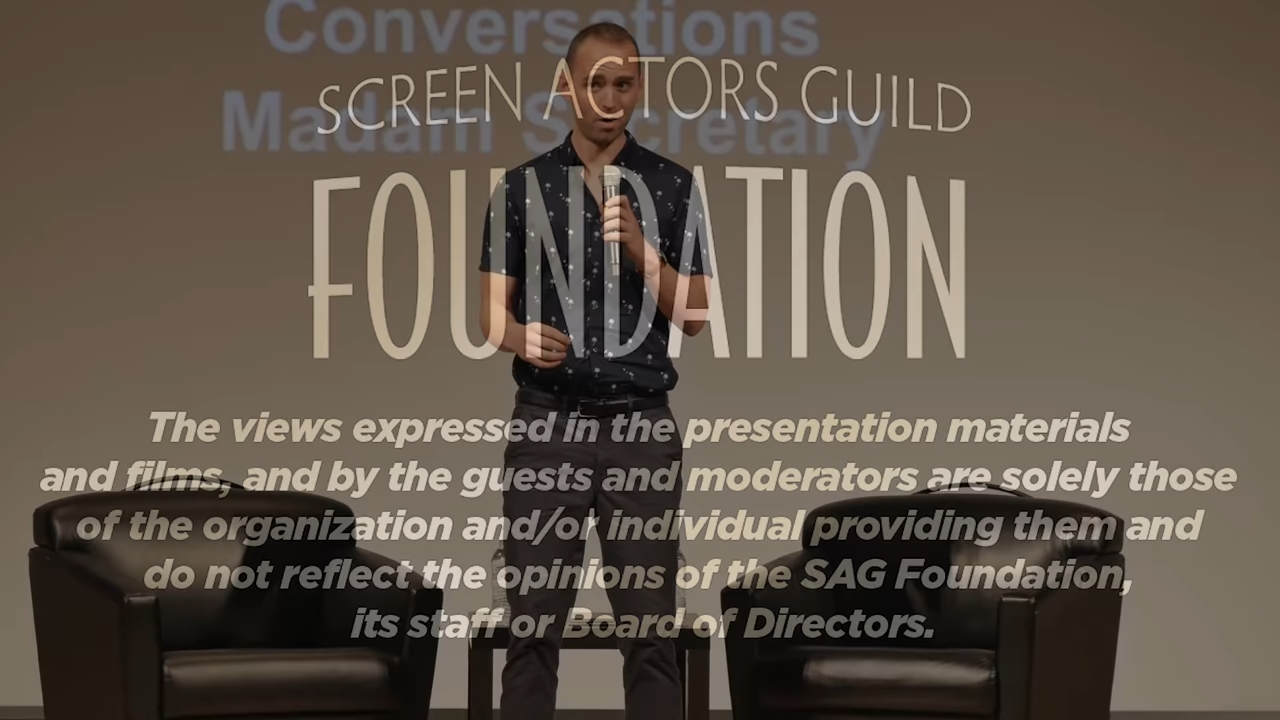 Conversations
SCREEN ACTORS GUILD
Madam Secretary
FOUNDATION
The views expressed in the presentation materials
and films, and by the guests and moderators are solely those
of the organization and/or individual providing them and
do not reflect the opinions of the SAG Foundation,
its staff or Board of Directors.